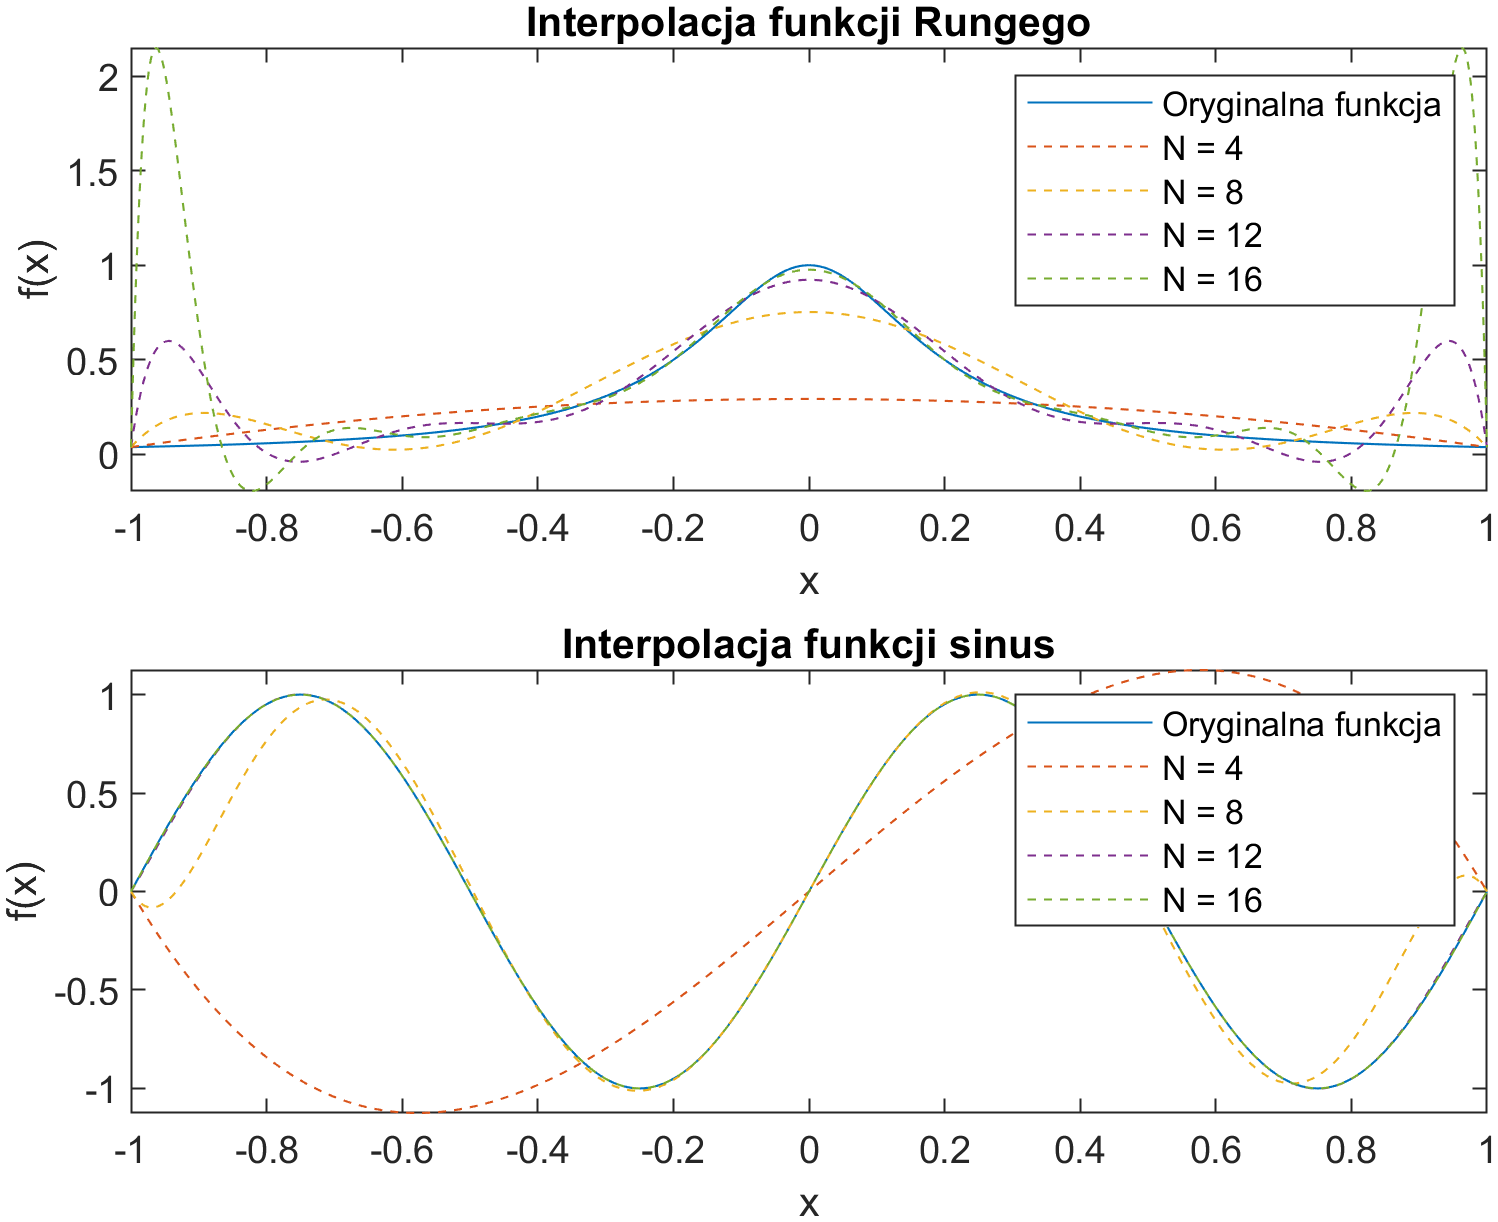 Interpolacja funkcji Rungego
2
1.5
1
0.5
0
f(x)
Oryginalna funkcja
N = 4
N = 8
N = 12
N = 16
-1 -0.8 -0.6 -0.4 -0.2 0 0.2 0.4 0.6 0.8 1
x
Interpolacja funkcji sinus
1
0.5
0
-0.5
-1
f(x)
Oryginalna funkcja
N = 4
N = 8
N = 12
N = 16
-1 -0.8 -0.6 -0.4 -0.2 0 0.2 0.4 0.6 0.8 1
x